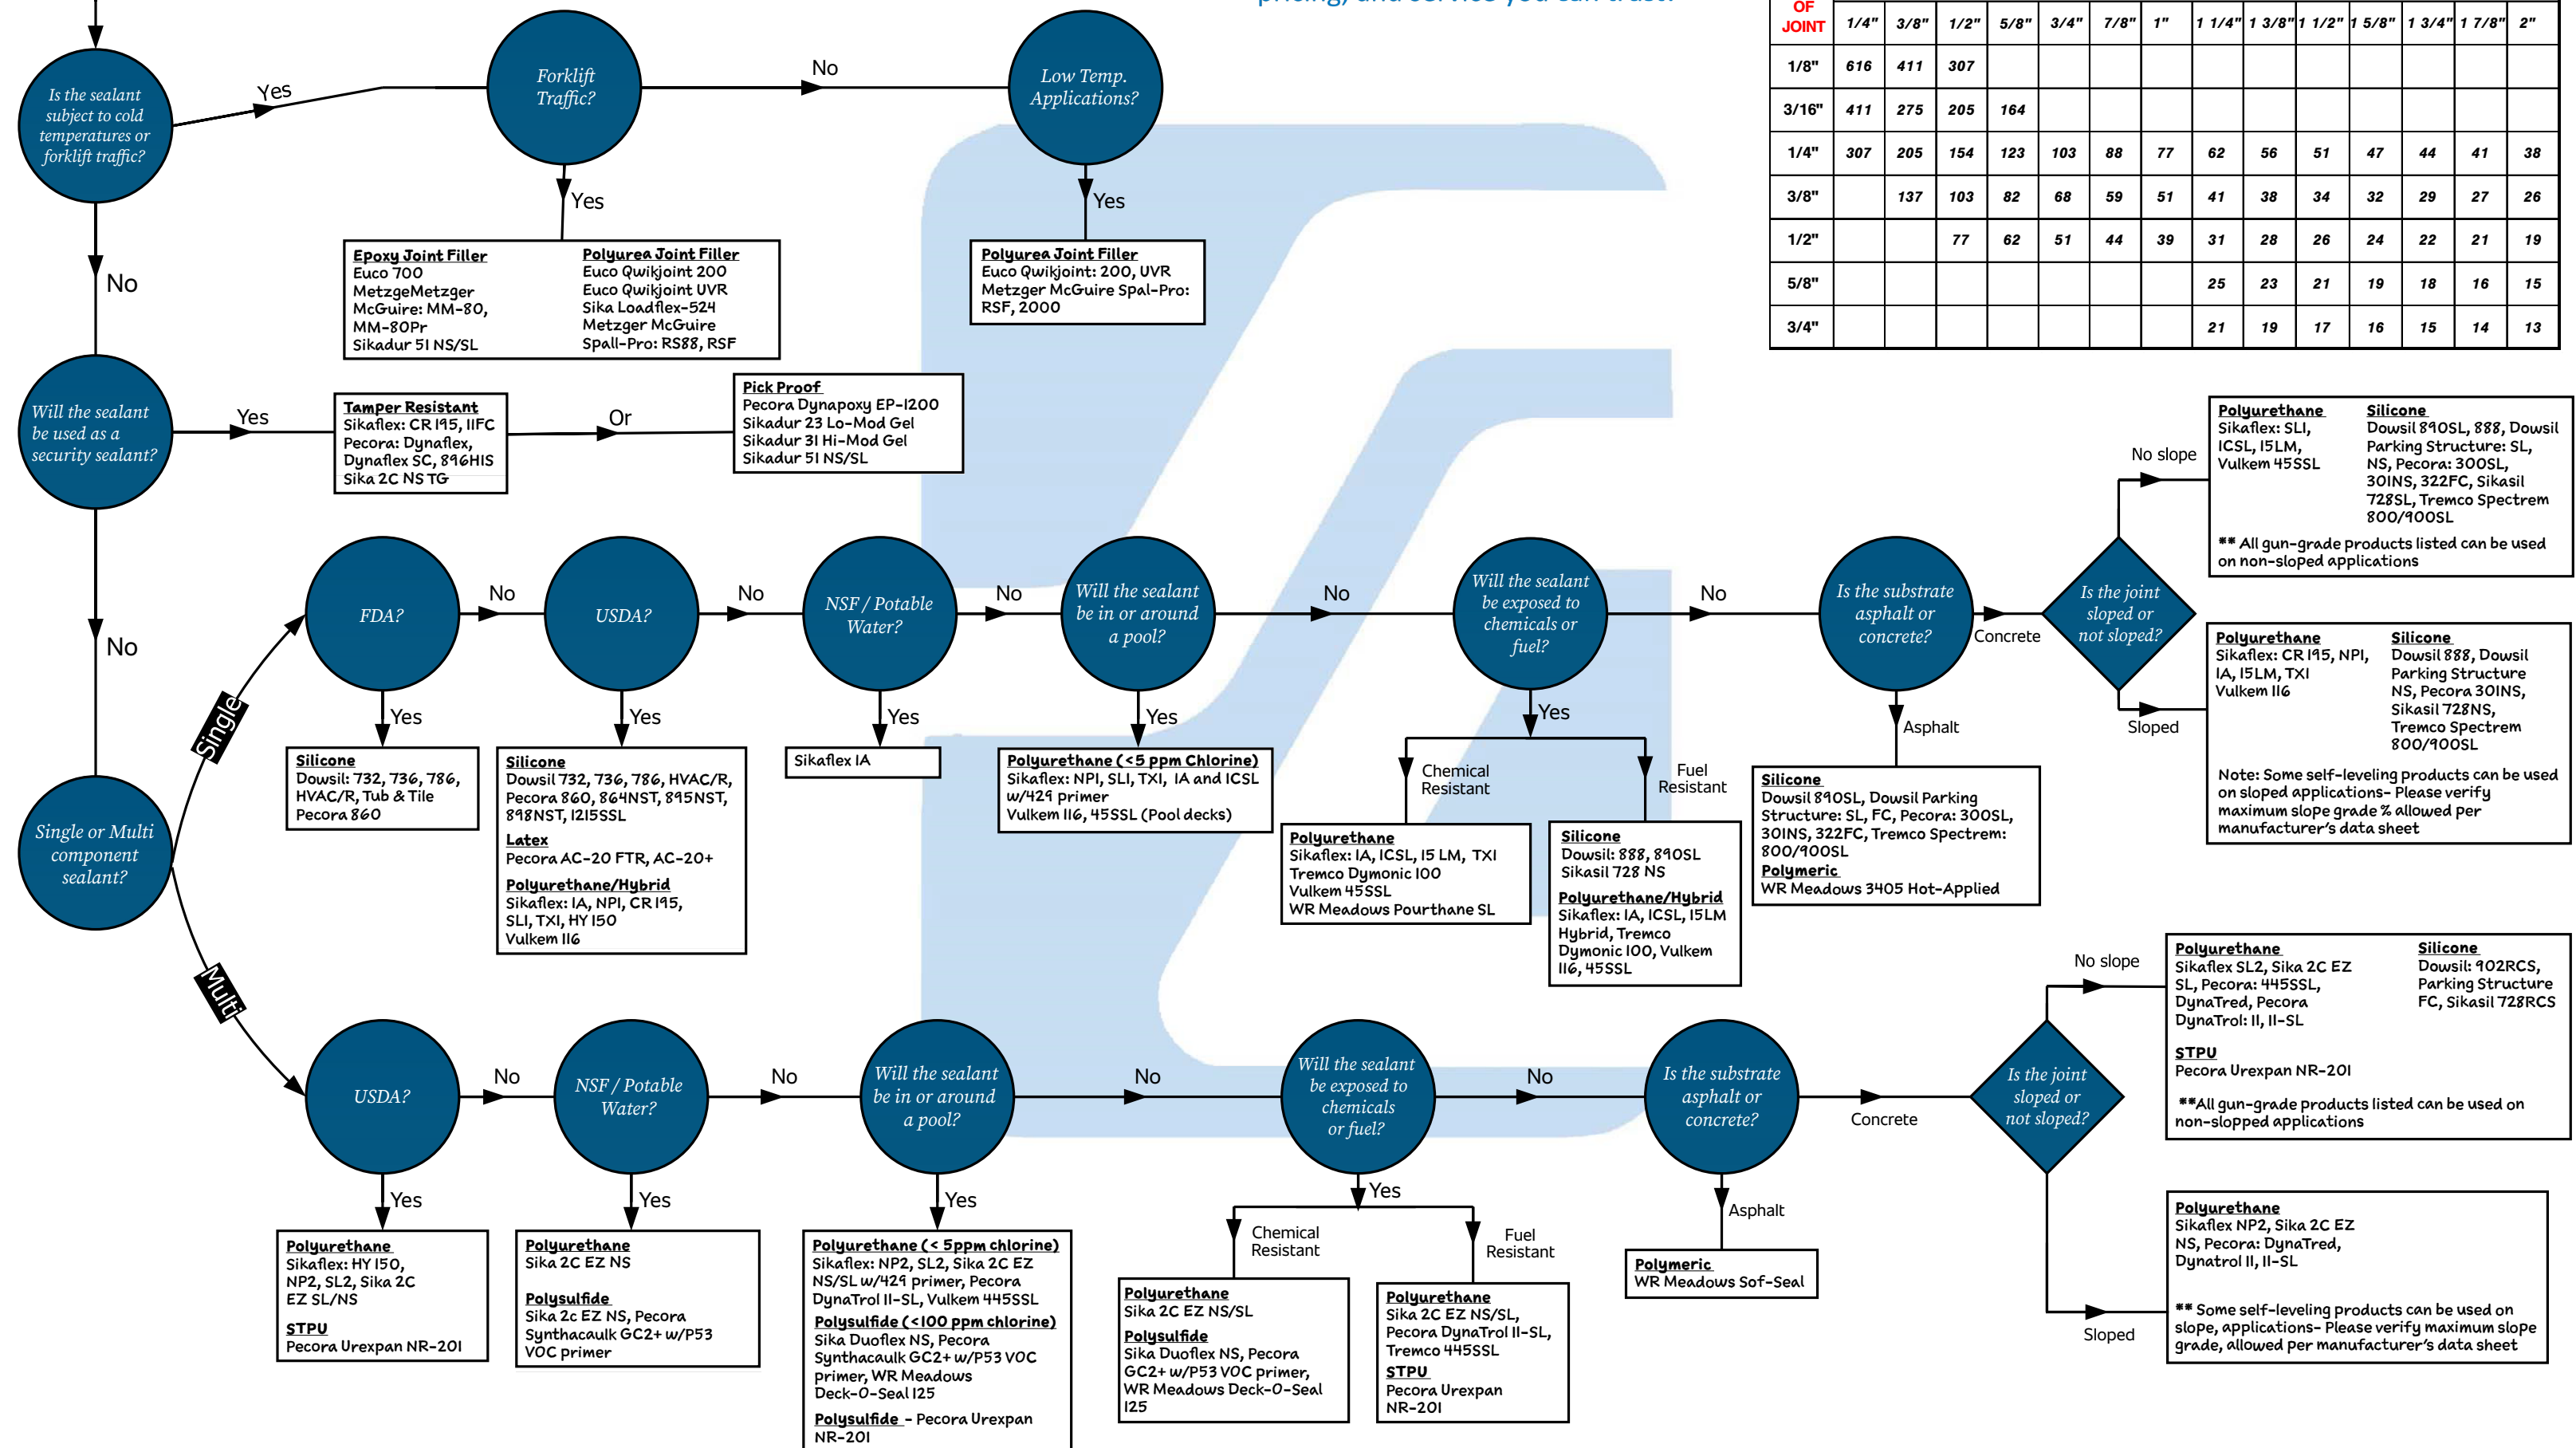 pricing, and service you can trust.
OF
JOINT
1/4" 3/8" 1/2" 5/8" 3/4" 7/8" 1" 1 1/4" 1 3/8" 1 1/2" 1 5/8" 1 3/4" 1 7/8" 2"
1/8" 616 411 307
3/16" 411 275 205 164
1/4" 307 205 154 123 103 88 77 62 56 51 47 44 41 38
3/8" 137 103 82 68 59 51 41 38 34 32 29 27 26
1/2" 77 62 51 44 39 31 28 26 24 22 21 19
5/8" 25 23 21 19 18 16 15
3/4" 21 19 17 16 15 14 13
Is the sealant
subject to cold
temperatures or
forklift traffic?
Yes
Forklift
Traffic?
No
Low Temp.
Applications?
Yes
Yes
Epoxy Joint Filler
Euco 700
MetzgeMetzger
McGuire: MM-80,
MM-80Pr
Sikadur 51 NS/SL
Polyurea Joint Filler
Euco Qwikjoint 200
Euco Qwikjoint UVR
Sika Loadflex-524
Metzger McGuire
Spall-Pro: RS88, RSF
Polyurea Joint Filler
Euco Qwikjoint: 200, UVR
Metzger McGuire Spal-Pro:
RSF, 2000
No
Will the sealant
be used as a
security sealant?
Yes
Tamper Resistant
Sikaflex: CR 195, 11FC
Pecora: Dynaflex,
Dynaflex SC, 896HIS
Sika 2C NS TG
Or
Pick Proof
Pecora Dynapoxy EP-1200
Sikadur 23 Lo-Mod Gel
Sikadur 31 Hi-Mod Gel
Sikadur 51 NS/SL
No
Single or Multi
component
sealant?
Single
FDA?
No
USDA?
No
NSF / Potable
Water?
No
Will the sealant
be in or around
a pool?
No
Will the sealant
be exposed to
chemicals or
fuel?
No
Is the substrate
asphalt or
concrete?
Concrete
Is the joint
sloped or
not sloped?
No slope
Polyurethane
Sikaflex: SL1,
1CSL, 15LM,
Vulkem 45SSL
Silicone
Dowsil 890SL, 888, Dowsil
Parking Structure: SL,
NS, Pecora: 300SL,
301NS, 322FC, Sikasil
728SL, Tremco Spectrem
800/900SL
** All gun-grade products listed can be used
on non-sloped applications
Sloped
Polyurethane
Sikaflex: CR 195, NP1,
1A, 15LM, TX1
Vulkem 116
Silicone
Dowsil 888, Dowsil
Parking Structure
NS, Pecora 301NS,
Sikasil 728NS,
Tremco Spectrem
800/900SL
Note: Some self-leveling products can be used
on sloped applications- Please verify
maximum slope grade % allowed per
manufacturer's data sheet
Yes
Silicone
Dowsil: 732, 736, 786,
HVAC/R, Tub & Tile
Pecora 860
Yes
Silicone
Dowsil 732, 736, 786, HVAC/R,
Pecora 860, 864NST, 895NST,
898NST, 1215SSL
Latex
Pecora AC-20 FTR, AC-20+
Polyurethane/Hybrid
Sikaflex: 1A, NP1, CR 195,
SL1, TX1, HY 150
Vulkem 116
Yes
Sikaflex 1A
Yes
Polyurethane (<5 ppm Chlorine)
Sikaflex: NP1, SL1, TX1, 1A and 1CSL
w/429 primer
Vulkem 116, 45SSL (Pool decks)
Yes
Chemical
Resistant
Polyurethane
Sikaflex: 1A, 1CSL, 15 LM, TX1
Tremco Dymonic 100
Vulkem 45SSL
WR Meadows Pourthane SL
Fuel
Resistant
Silicone
Dowsil: 888, 890SL
Sikasil 728 NS
Polyurethane/Hybrid
Sikaflex: 1A, 1CSL, 15LM
Hybrid, Tremco
Dymonic 100, Vulkem
116, 45SSL
Asphalt
Silicone
Dowsil 890SL, Dowsil Parking
Structure: SL, FC, Pecora: 300SL,
301NS, 322FC, Tremco Spectrem:
800/900SL
Polymeric
WR Meadows 3405 Hot-Applied
Multi
USDA?
No
NSF / Potable
Water?
No
Will the sealant
be in or around
a pool?
No
Will the sealant
be exposed to
chemicals
or fuel?
No
Is the substrate
asphalt or
concrete?
Concrete
Is the joint
sloped or
not sloped?
No slope
Polyurethane
Sikaflex SL2, Sika 2C EZ
SL, Pecora: 445SSL,
DynaTred, Pecora
DynaTrol: II, II-SL
Silicone
Dowsil: 902RCS,
Parking Structure
FC, Sikasil 728RCS
STPU
Pecora Urexpan NR-201
**All gun-grade products listed can be used on
non-slopped applications
Sloped
Polyurethane
Sikaflex NP2, Sika 2C EZ
NS, Pecora: DynaTred,
Dynatrol II, II-SL
** Some self-leveling products can be used on
slope, applications- Please verify maximum slope
grade, allowed per manufacturer's data sheet
Yes
Polyurethane
Sikaflex: HY 150,
NP2, SL2, Sika 2C
EZ SL/NS
STPU
Pecora Urexpan NR-201
Yes
Polyurethane
Sika 2C EZ NS
Polysulfide
Sika 2c EZ NS, Pecora
Synthacaulk GC2+ w/P53
VOC primer
Yes
Polyurethane (< 5ppm chlorine)
Sikaflex: NP2, SL2, Sika 2C EZ
NS/SL w/429 primer, Pecora
DynaTrol II-SL, Vulkem 445SSL
Polysulfide (<100 ppm chlorine)
Sika Duoflex NS, Pecora
Synthacaulk GC2+ w/P53 VOC
primer, WR Meadows
Deck-O-Seal 125
Polysulfide - Pecora Urexpan
NR-201
Yes
Chemical
Resistant
Polyurethane
Sika 2C EZ NS/SL
Polysulfide
Sika Duoflex NS, Pecora
GC2+ w/P53 VOC primer,
WR Meadows Deck-O-Seal
125
Fuel
Resistant
Polyurethane
Sika 2C EZ NS/SL,
Pecora DynaTrol II-SL,
Tremco 445SSL
STPU
Pecora Urexpan
NR-201
Asphalt
Polymeric
WR Meadows Sof-Seal